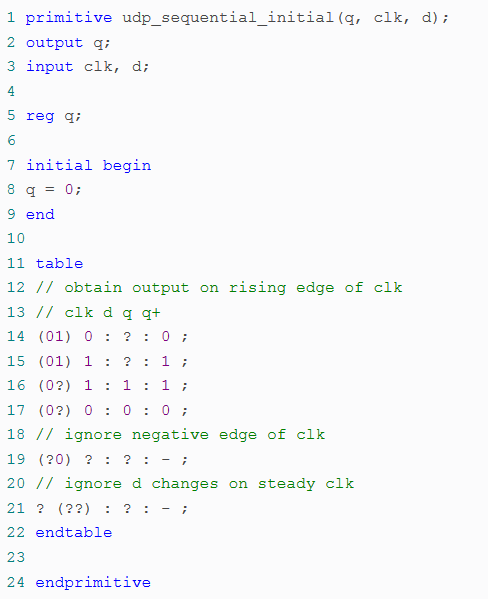 1 primitive udp_sequential_initial(q, clk, d);
2 output q;
3 input clk, d;
4
5 reg q;
6
7 initial begin
8 q = 0;
9 end
10
11 table
12 // obtain output on rising edge of clk
13 // clk d q q+
14 (01) 0 : ? : 0 ;
15 (01) 1 : ? : 1 ;
16 (0?) 1 : 1 : 1 ;
17 (0?) 0 : 0 : 0 ;
18 // ignore negative edge of clk
19 (?0) ? : ? : - ;
20 // ignore d changes on steady clk
21 ? (??) : ? : - ;
22 endtable
23
24 endprimitive